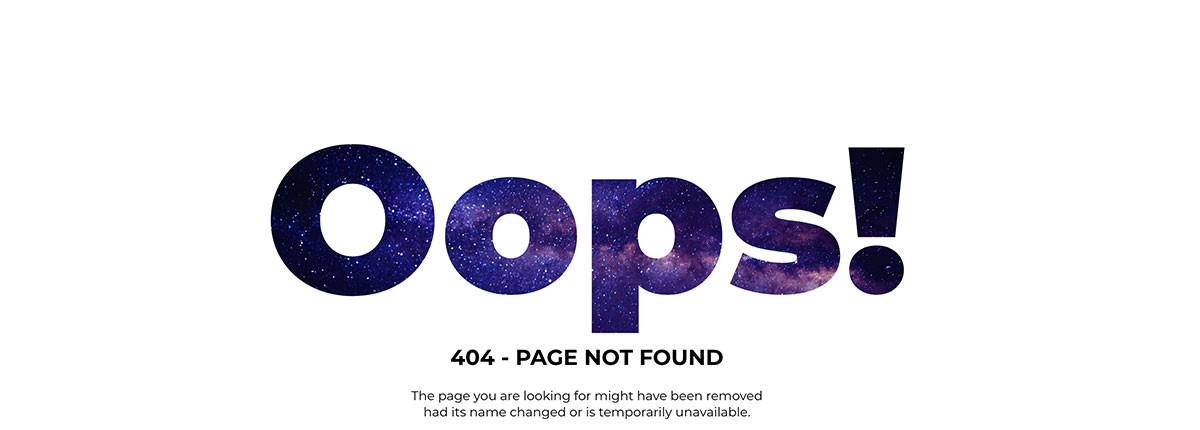 Oops!
404 - PAGE NOT FOUND
The page you are looking for might have been removed
had its name changed or is temporarily unavailable.